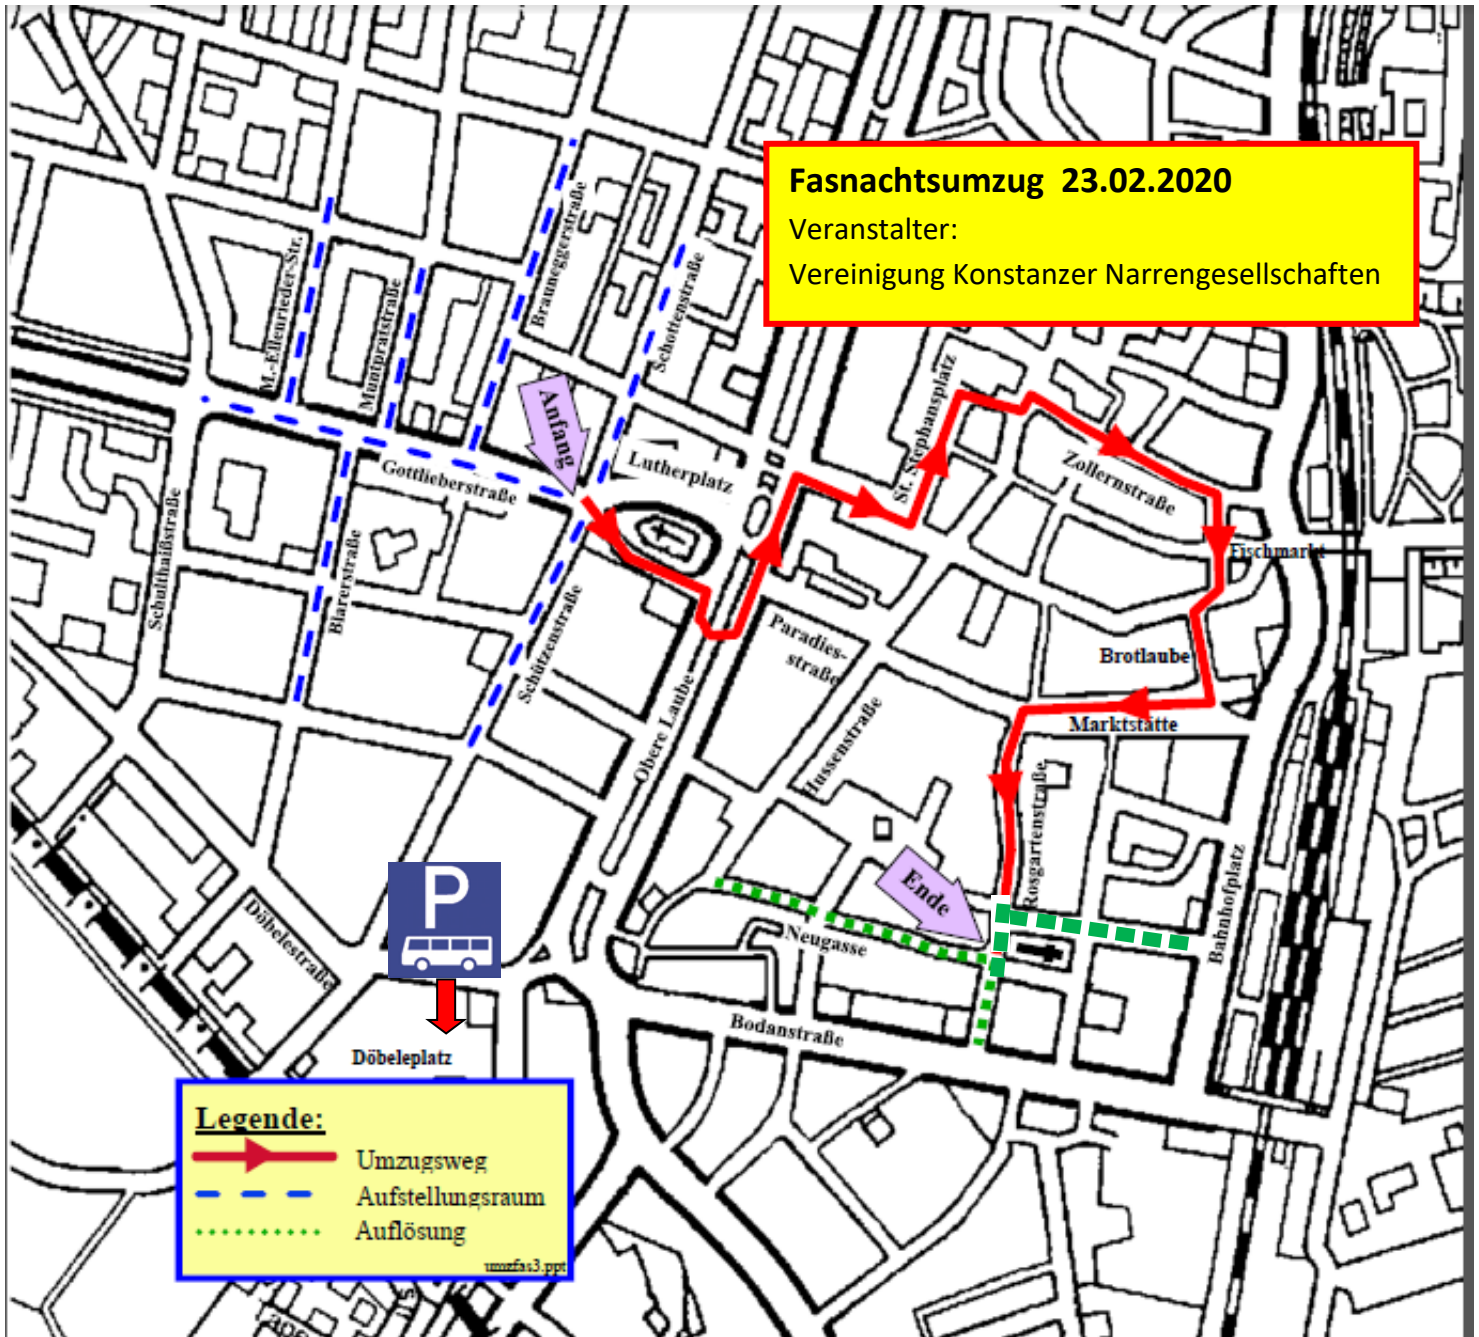 Fasnachtsumzug 23.02.2020
Veranstalter:
Vereinigung Konstanzer Narrengesellschaften
M.-Ellenrieder-Str.
Muntpratstraße
Brauneggerstraße
Schottenstraße
Anfang
Gottlieberstraße
Lutherplatz
St. Stephansplatz
Zollernstraße
Fischmarkt
Schulthaißstraße
Blarerstraße
Schützenstraße
Paradies-
straße
Brotlaube
Marktstätte
Obere Laube
Hussenstraße
Rosgartenstraße
Bahnhofplatz
Ende
Neugasse
Bodanstraße
Döbelestraße
P
Döbeleplatz
Legende:
Umzugsweg
Aufstellungsraum
Auflösung
umzfas3.ppt